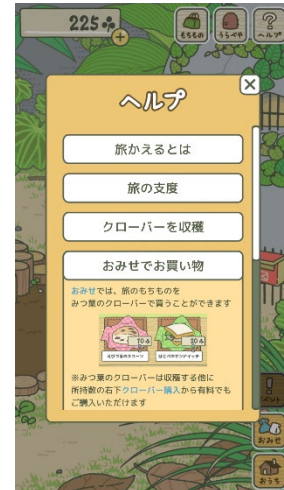 225
もちもの
うらべや
ヘルプ
ヘルプ
旅かえるとは
旅の支度
クローバーを収穫
おみせでお買い物
おみせでは、旅のもちものを
みつ葉のクローバーで買うことができます
※みつ葉のクローバーは収穫する他に
所持数の右下クローバー購入から有料でも
ご購入いただけます
おみせ
おうち